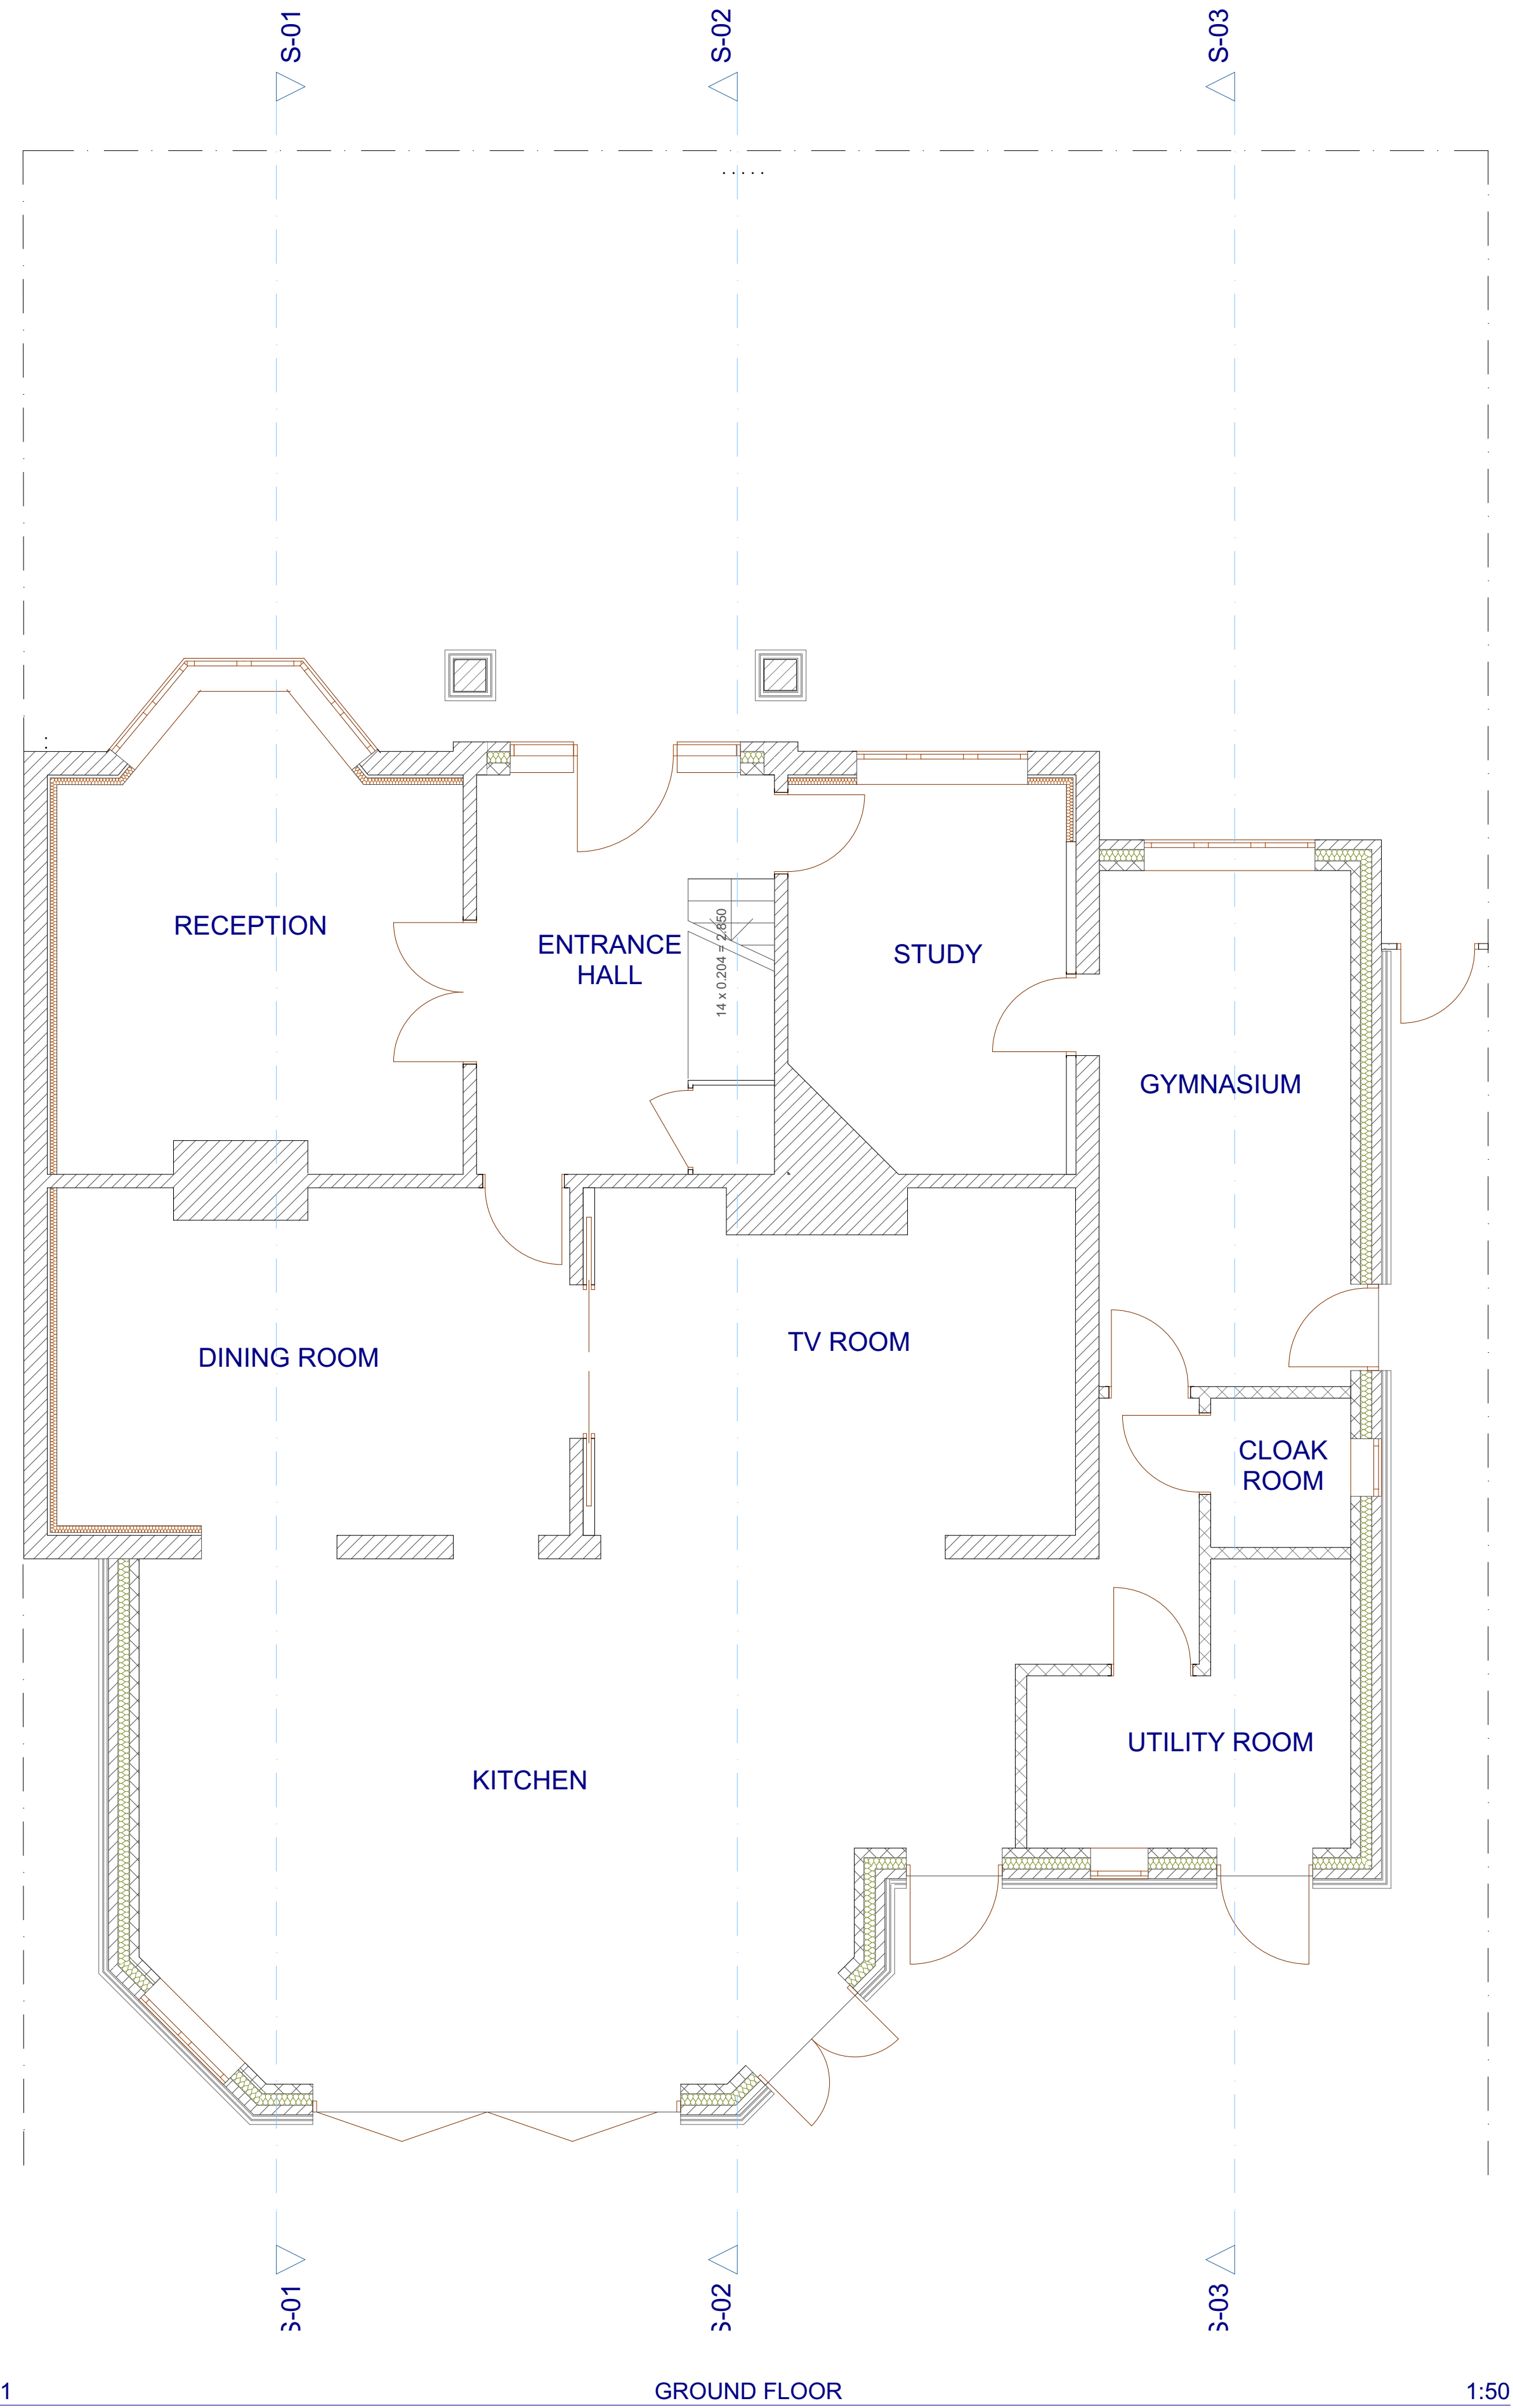 S-01
S-02
S-03
RECEPTION
ENTRANCE
HALL
14 x 0.204 = 2.850
STUDY
GYMNASIUM
DINING ROOM
TV ROOM
CLOAK
ROOM
KITCHEN
UTILITY ROOM
S-01
S-02
S-03
1
GROUND FLOOR
1:50